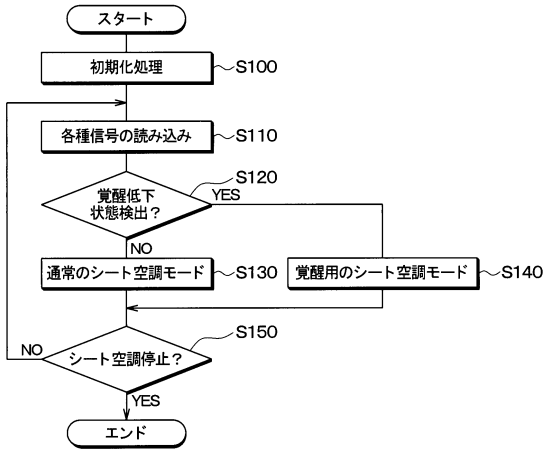 スタート
初期化処理
S100
各種信号の読み込み
S110
S120
覚醒低下
状態検出？
YES
NO
通常のシート空調モード
S130
覚醒用のシート空調モード
S140
S150
シート空調停止？
NO
YES
エンド